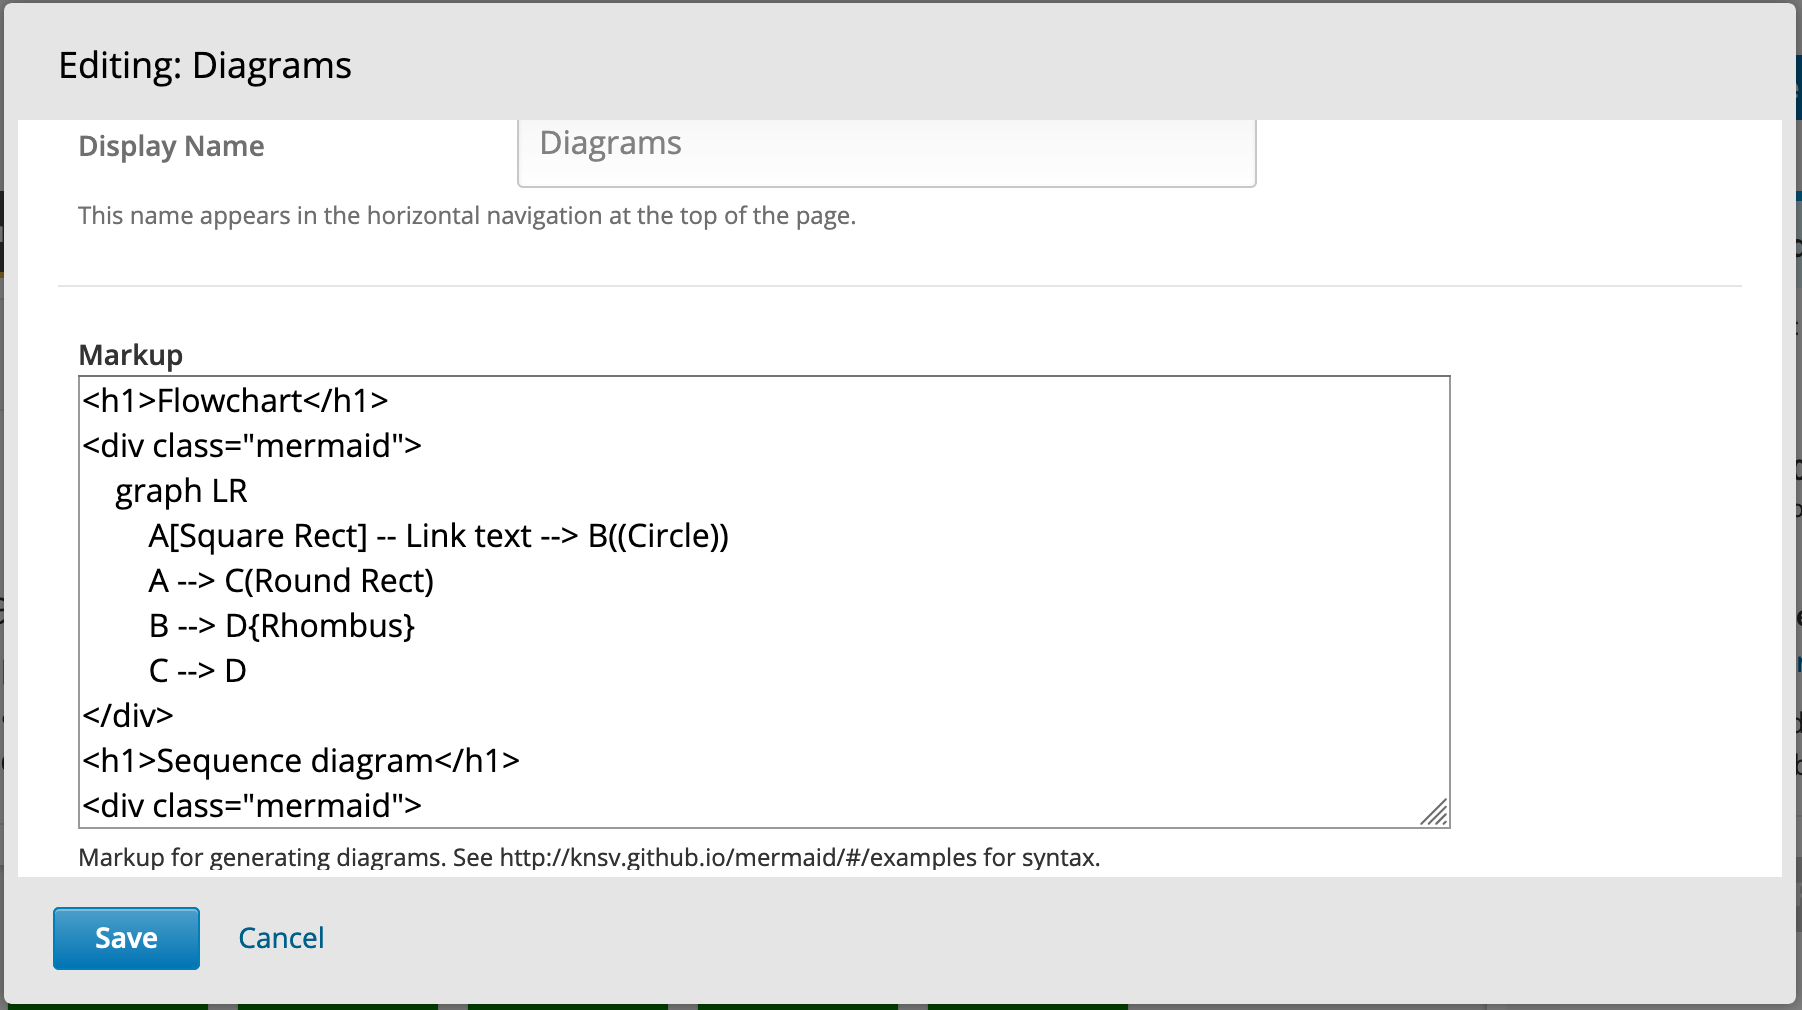 Editing: Diagrams
Display Name
Diagrams
This name appears in the horizontal navigation at the top of the page.
Markup
<h1>Flowchart</h1>
<div class="mermaid">
    graph LR
        A[Square Rect] -- Link text --> B((Circle))
        A --> C(Round Rect)
        B --> D{Rhombus}
        C --> D
</div>
<h1>Sequence diagram</h1>
<div class="mermaid">
Markup for generating diagrams. See http://knsv.github.io/mermaid/#/examples for syntax.
Save
Cancel